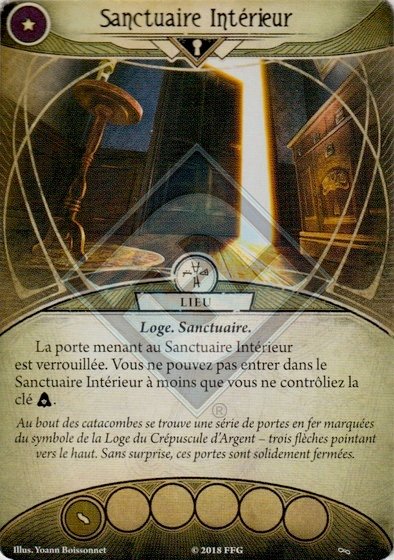 Sanctuaire Intérieur
LIEU
Loge. Sanctuaire.
La porte menant au Sanctuaire Intérieur
est verrouillée. Vous ne pouvez pas entrer dans le
Sanctuaire Intérieur à moins que vous ne contrôliez la
clé .
Au bout des catacombes se trouve une série de portes en fer marquées
du symbole de la Loge du Crépuscule d'Argent – trois flèches pointant
vers le haut. Sans surprise, ces portes sont solidement fermées.
Illus. Yoann Boissonnet
© 2018 FFG
®